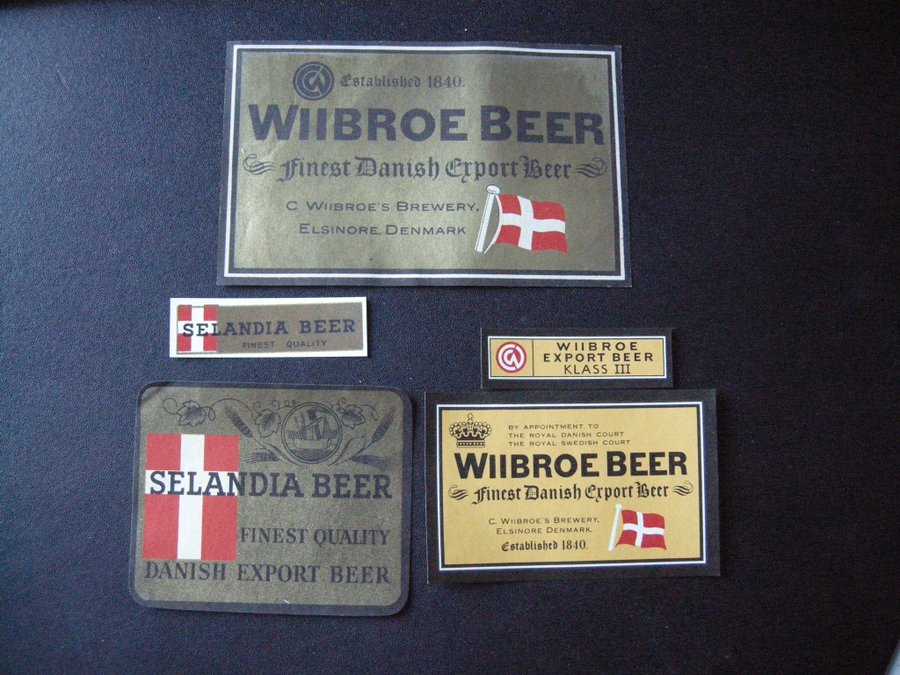 Established 1840.
WIIBROE BEER
Finest Danish Export Beer
C. WIIBROE'S BREWERY,
ELSINORE, DENMARK
SELANDIA BEER
FINEST QUALITY
WIIBROE
EXPORT BEER
KLASS III
SELANDIA BEER
FINEST QUALITY
DANISH EXPORT BEER
BY APPOINTMENT TO
THE ROYAL DANISH COURT
THE ROYAL SWEDISH COURT
WIIBROE BEER
Finest Danish Export Beer
C. WIIBROE'S BREWERY,
ELSINORE DENMARK.
Established 1840.